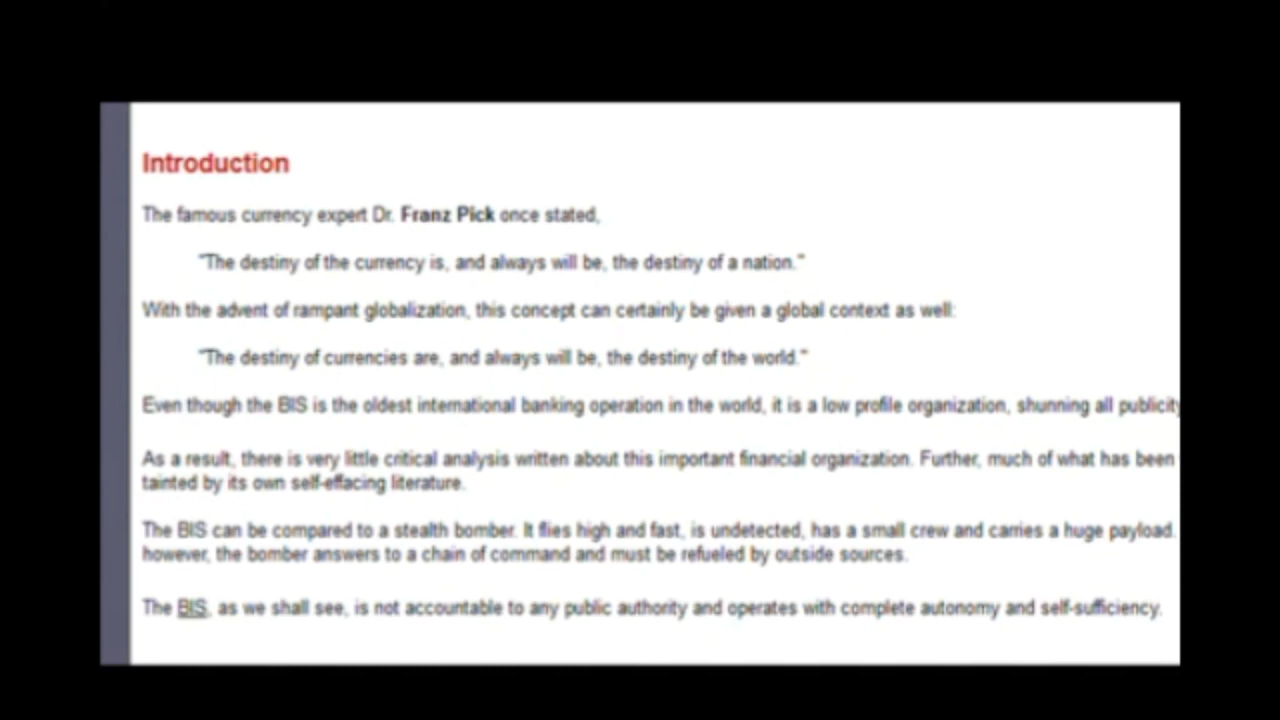 Introduction
The famous currency expert Dr. Franz Pick once stated,
"The destiny of the currency is, and always will be, the destiny of a nation."
With the advent of rampant globalization, this concept can certainly be given a global context as well:
"The destiny of currencies are, and always will be, the destiny of the world."
Even though the BIS is the oldest international banking operation in the world, it is a low profile organization, shunning all publicity
As a result, there is very little critical analysis written about this important financial organization. Further, much of what has been
tainted by its own self-effacing literature.
The BIS can be compared to a stealth bomber. It flies high and fast, is undetected, has a small crew and carries a huge payload.
however, the bomber answers to a chain of command and must be refueled by outside sources.
The BIS, as we shall see, is not accountable to any public authority and operates with complete autonomy and self-sufficiency.